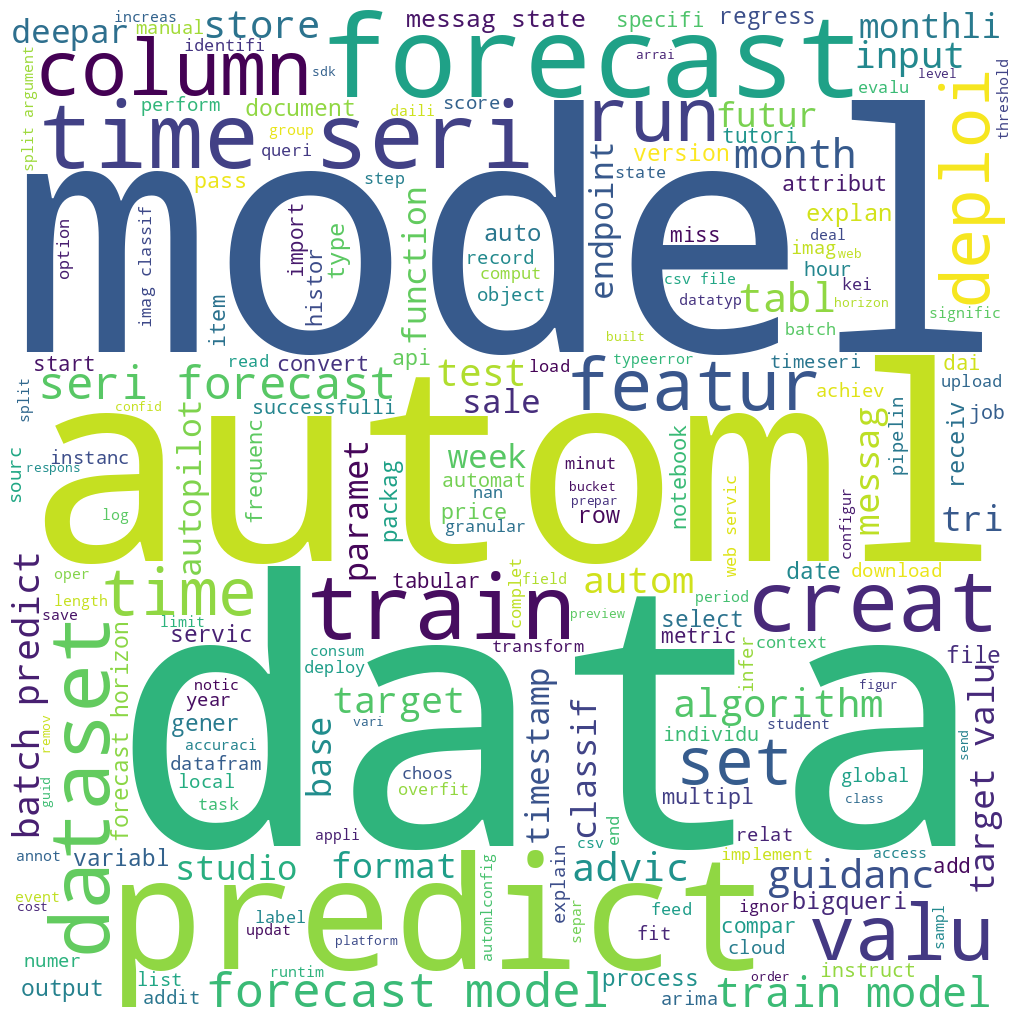 deepar
increas
manual
identifi
store
sdk
messag state
specifi
arrai
regress
monthli
input
level
evalu
threshold
split argument
column
forecast
perform
document
daili
score
group
queri
time seri
run
futur
tutori
version
month
deploi
pass
step
state
attribut
explan
model
option
imag classif
import
histor
type
item
function
auto
record
comput
object
endpoint
miss
csv file
datatyp
imag
deal
web
hour
kei
tabl
horizon
batch
signific
built
start
read
convert
api
load
typeerror
timeseri
dai
seri forecast
test
featur
achiev
upload
split
confid
successfulli
sale
receiv
job
automl
sourc
respons
instanc
log
autopilot
frequenc
paramet
packag
week
automat
nan
price
granular
minut
bucket
prepar
row
notebook
web servic
configur
messag
pipelin
tri
batch predict
oper
length
save
time
limit
servic
train
tabular
complet
field
autom
preview
transform
date
download
period
select
metric
context
creat
file
dataset
remov
guid
forecast horizon
data
notic
year
gener
accuraci
datafram
local
task
consum
deploy
target
vari
base
choos
overfit
timestamp
classif
infer
algorithm
figur
individu
student
set
global
class
multipl
send
target valu
appli
end
relat
annot
variabl
studio
format
csv
advic
implement
access
add
guidanc
event
cost
predict
label
updat
platform
automlconfig
explain
separ
feed
fit
ignor
compar
cloud
bigqueri
valu
sampl
numer
output
list
addit
runtim
forecast model
process
arima
order
instruct
train model